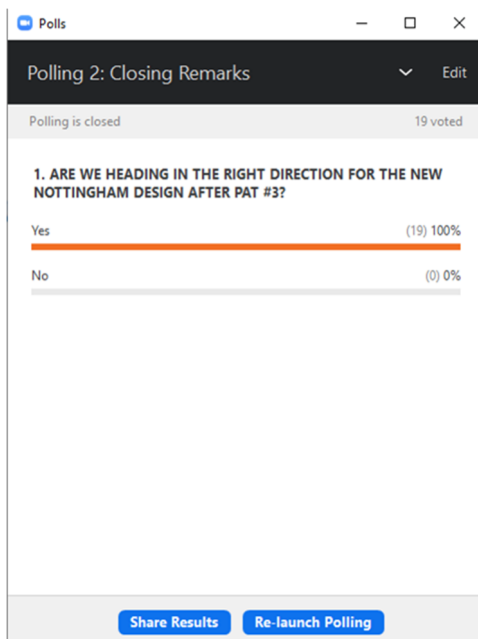 Polls
Polling 2: Closing Remarks Edit
Polling is closed 19 voted
1. ARE WE HEADING IN THE RIGHT DIRECTION FOR THE NEW
NOTTINGHAM DESIGN AFTER PAT #3?
Yes (19) 100%
No (0) 0%
Share Results Re-launch Polling